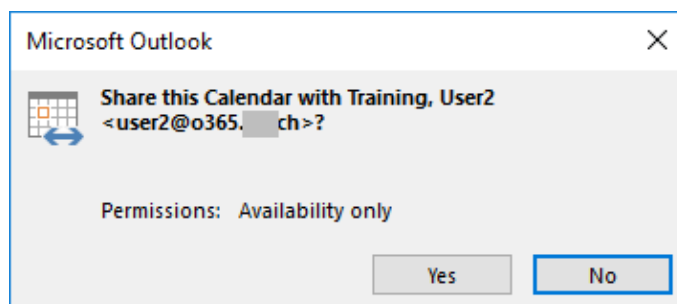 Microsoft Outlook
Share this Calendar with Training, User2
<user2@o365. ch>?
Permissions: Availability only
Yes
No